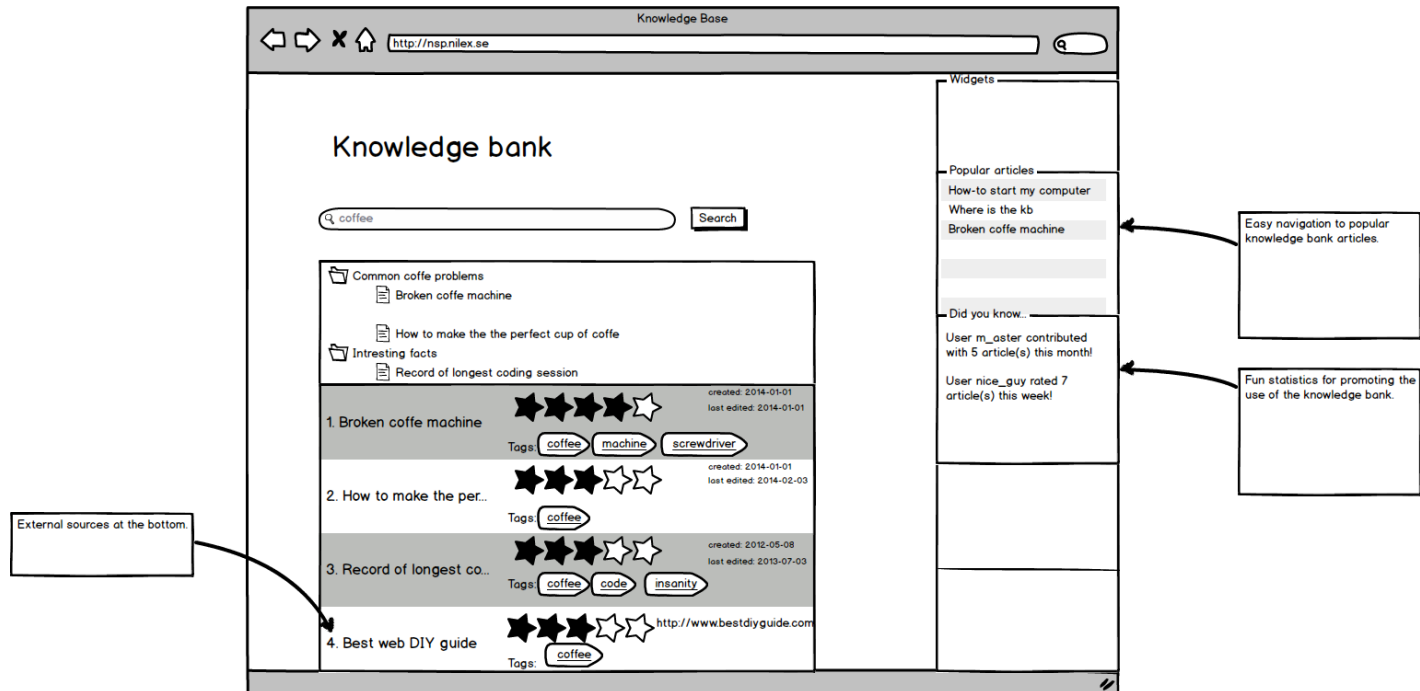 Knowledge Base
http://nsp.nilex.se
Knowledge bank
coffee
Search
Common coffe problems
Broken coffe machine
How to make the the perfect cup of coffe
Intresting facts
Record of longest coding session
1. Broken coffe machine
created: 2014-01-01
last edited: 2014-01-01
Tags: coffee machine screwdriver
2. How to make the per...
created: 2014-01-01
last edited: 2014-02-03
Tags: coffee
3. Record of longest co...
created: 2012-05-08
last edited: 2013-07-03
Tags: coffee code insanity
4. Best web DIY guide
http://www.bestdiyguide.com
Tags: coffee
Widgets
Popular articles
How-to start my computer
Where is the kb
Broken coffe machine
Did you know...
User m_aster contributed
with 5 article(s) this month!
User nice_guy rated 7
article(s) this week!
Easy navigation to popular
knowledge bank articles.
Fun statistics for promoting the
use of the knowledge bank.
External sources at the bottom.